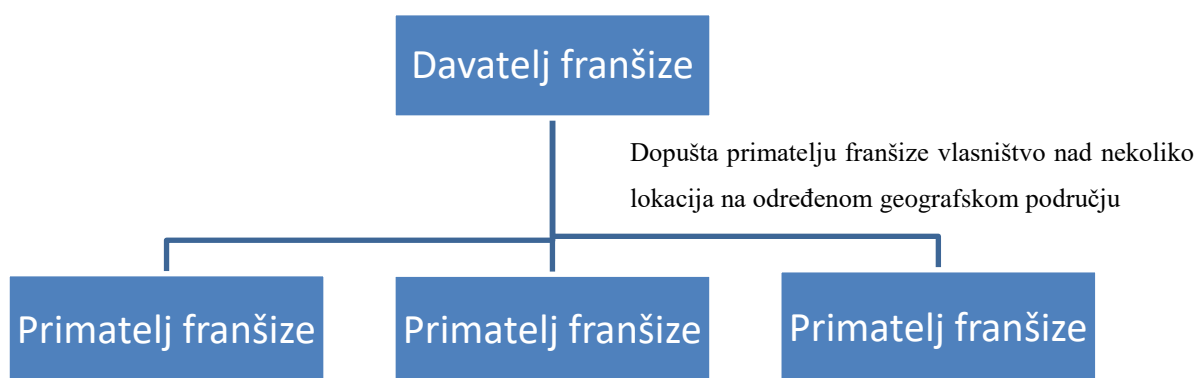 Davatelj franšize
Dopušta primatelju franšize vlasništvo nad nekoliko
lokacija na određenom geografskom području
Primatelj franšize
Primatelj franšize
Primatelj franšize